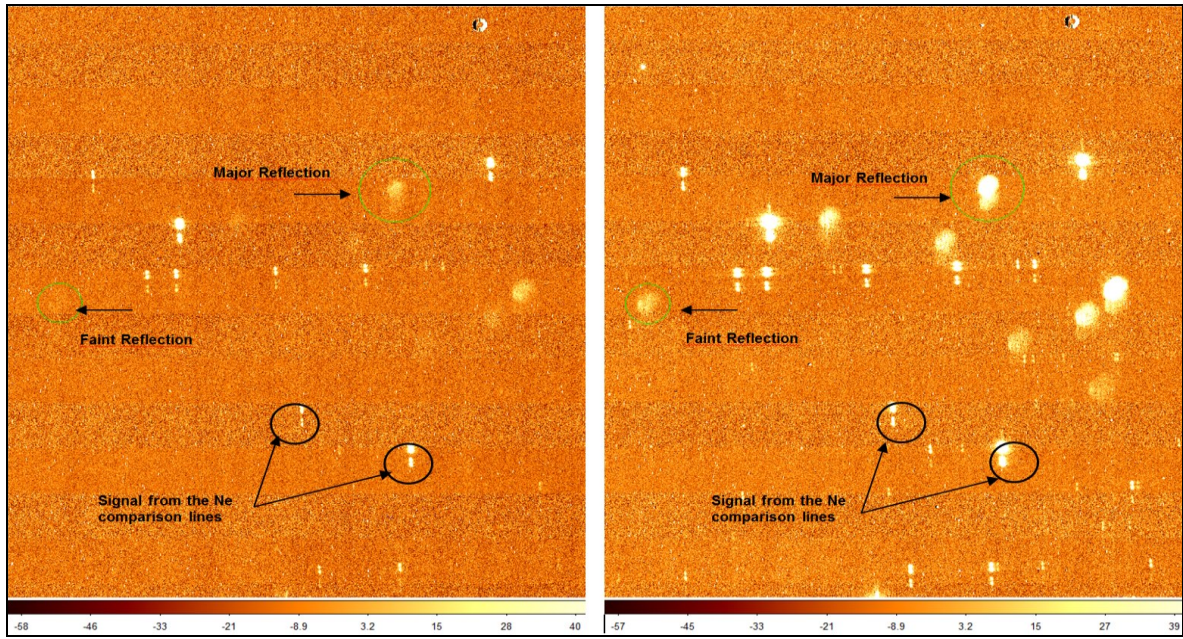 Major Reflection
Faint Reflection
Signal from the Ne
comparison lines
-58 -46 -33 -21 -8.9 3.2 15 28 40
Major Reflection
Faint Reflection
Signal from the Ne
comparison lines
-57 -45 -33 -21 -8.9 3.2 15 27 39